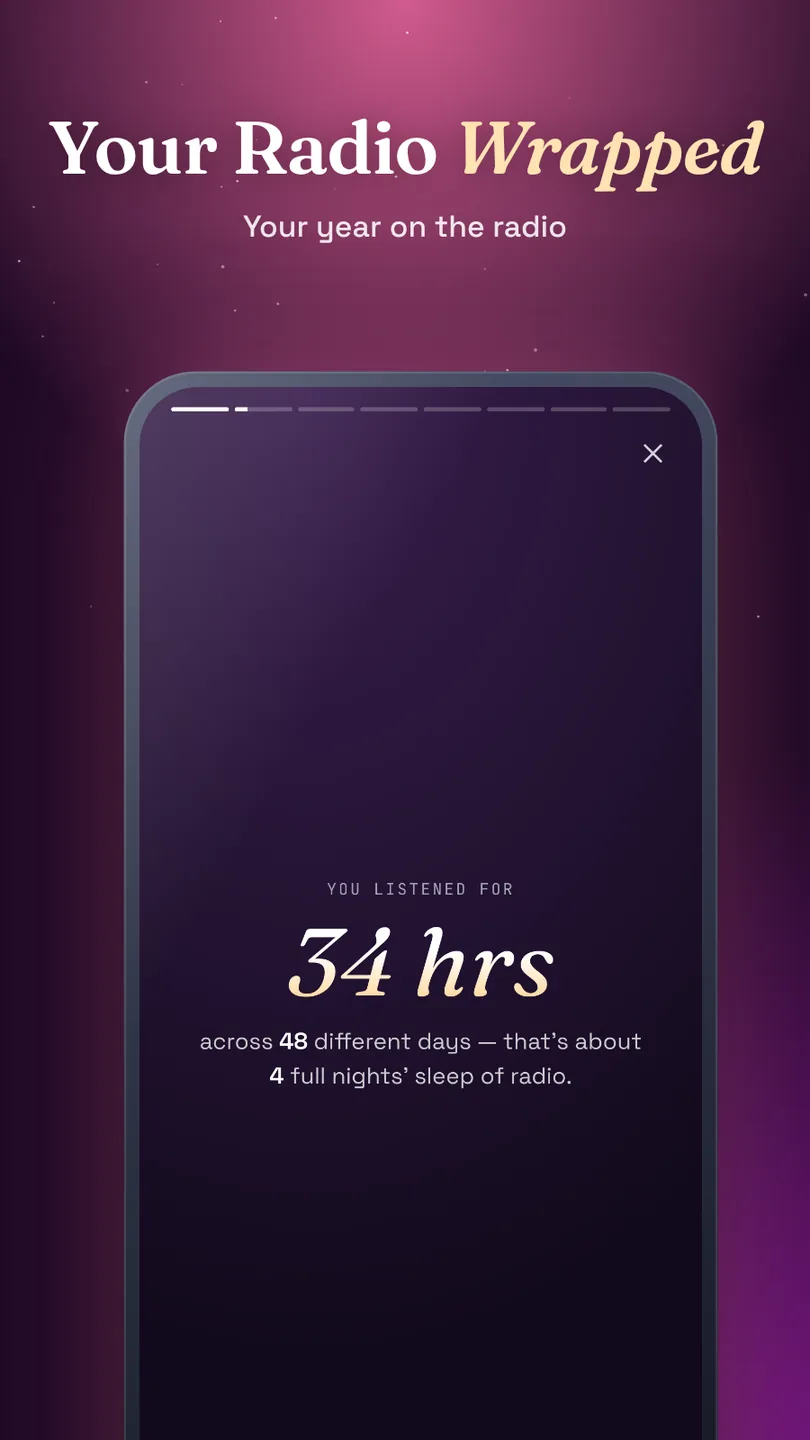 Your Radio Wrapped
Your year on the radio
YOU LISTENED FOR
34 hrs
across 48 different days — that’s about
4 full nights’ sleep of radio.